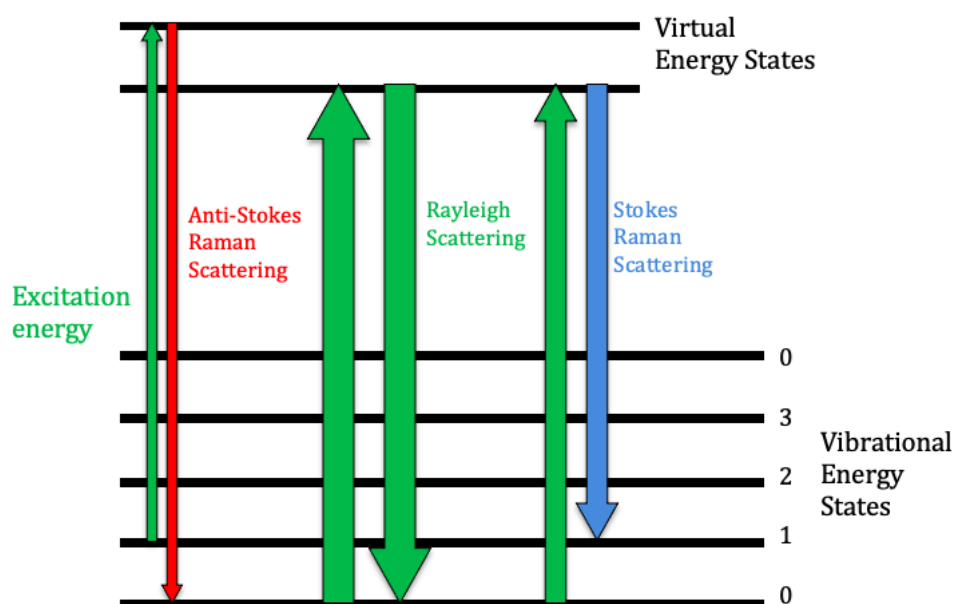 Virtual
Energy States
Anti-Stokes
Raman
Scattering
Rayleigh
Scattering
Stokes
Raman
Scattering
Excitation
energy
0
3
2
1
0
Vibrational
Energy
States